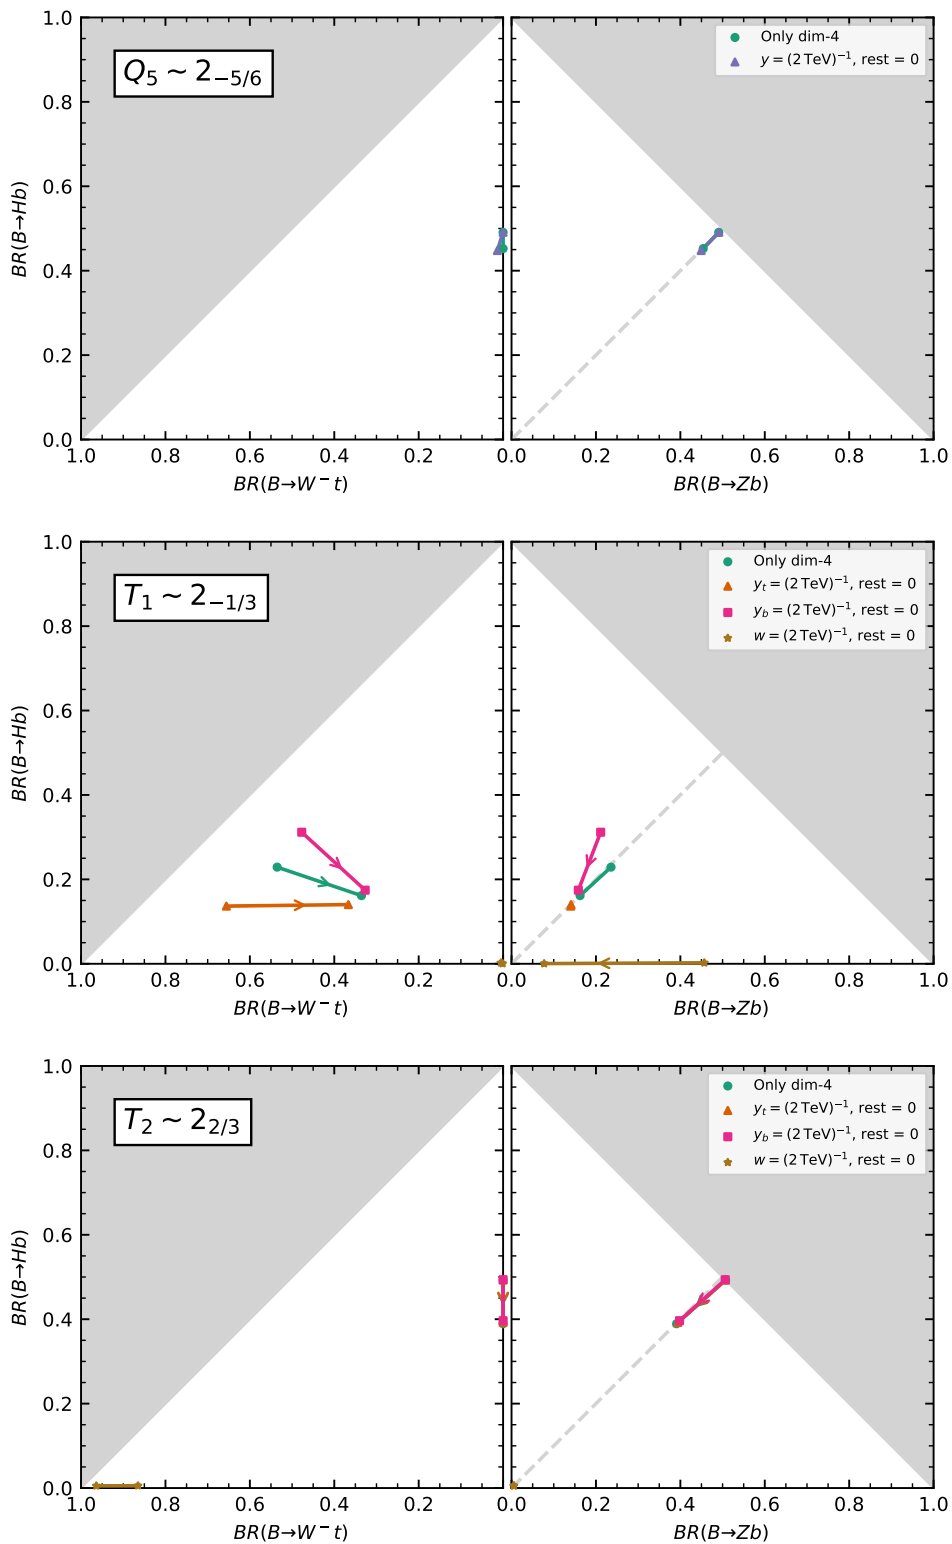 Q5 ∼ 2−5/6
Only dim-4
y = (2 TeV)−1, rest = 0
BR(B→Hb)
1.0
0.8
0.6
0.4
0.2
0.0
1.0 0.8 0.6 0.4 0.2 0.0 0.2 0.4 0.6 0.8 1.0
BR(B→W−t)
BR(B→Zb)
T1 ∼ 2−1/3
Only dim-4
yt = (2 TeV)−1, rest = 0
yb = (2 TeV)−1, rest = 0
w = (2 TeV)−1, rest = 0
BR(B→Hb)
1.0
0.8
0.6
0.4
0.2
0.0
1.0 0.8 0.6 0.4 0.2 0.0 0.2 0.4 0.6 0.8 1.0
BR(B→W−t)
BR(B→Zb)
T2 ∼ 22/3
Only dim-4
yt = (2 TeV)−1, rest = 0
yb = (2 TeV)−1, rest = 0
w = (2 TeV)−1, rest = 0
BR(B→Hb)
1.0
0.8
0.6
0.4
0.2
0.0
1.0 0.8 0.6 0.4 0.2 0.0 0.2 0.4 0.6 0.8 1.0
BR(B→W−t)
BR(B→Zb)